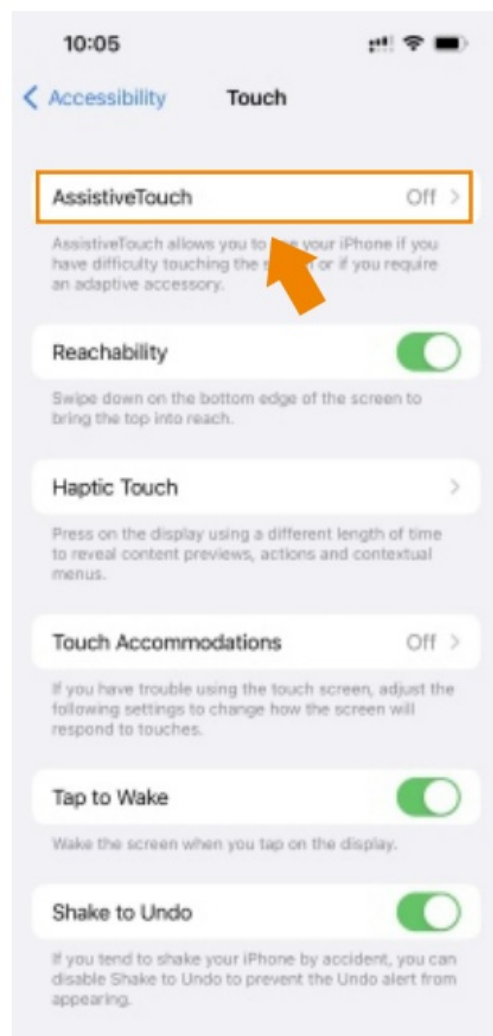 10:05
Accessibility Touch
AssistiveTouch Off
AssistiveTouch allows you to your iPhone if you
have difficulty touching the or if you require
an adaptive accessory.
Reachability
Swipe down on the bottom edge of the screen to
bring the top into reach.
Haptic Touch
Press on the display using a different length of time
to reveal content previews, actions and contextual
menus.
Touch Accommodations Off
If you have trouble using the touch screen, adjust the
following settings to change how the screen will
respond to touches.
Tap to Wake
Wake the screen when you tap on the display.
Shake to Undo
If you tend to shake your iPhone by accident, you can
disable Shake to Undo to prevent the Undo alert from
appearing.